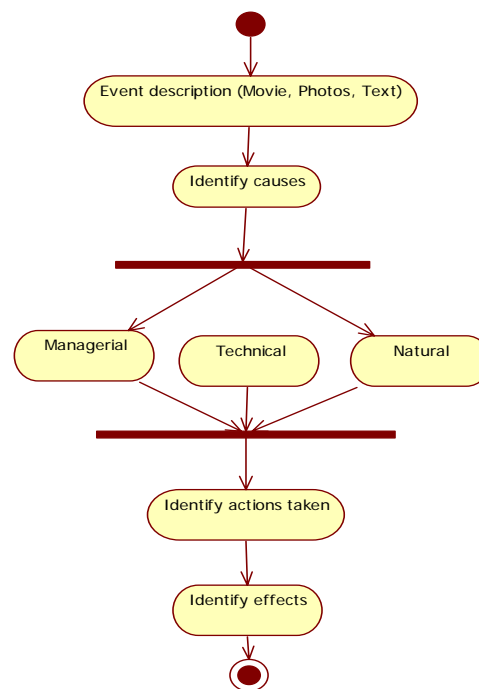 Event description (Movie, Photos, Text)
Identify causes
Managerial
Technical
Natural
Identify actions taken
Identify effects